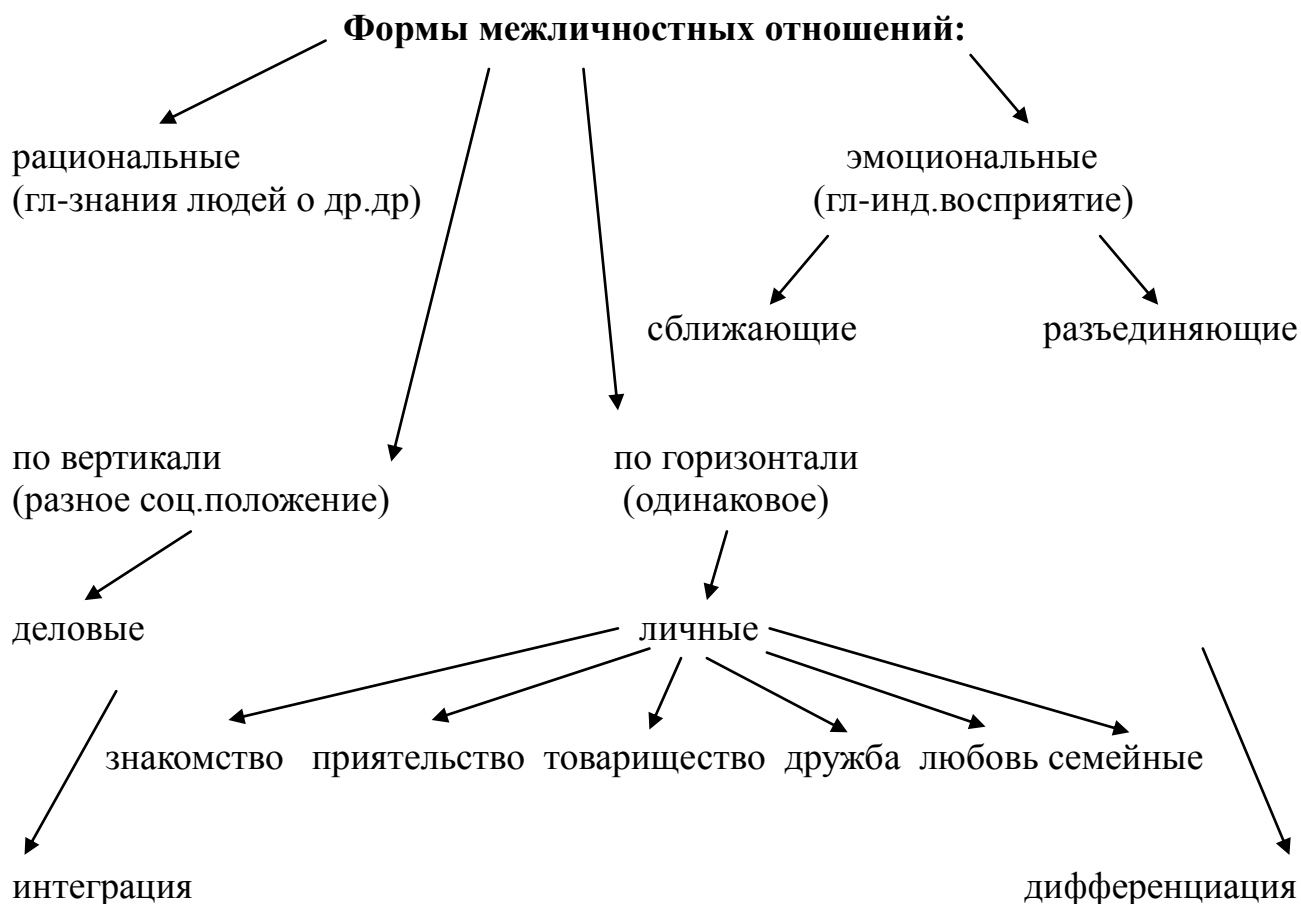 Формы межличностных отношений:
рациональные
(гл-знания людей о др.др)
эмоциональные
(гл-инд.восприятие)
сближающие
разъединяющие
по вертикали
(разное соц.положение)
по горизонтали
(одинаковое)
деловые
личные
знакомство приятельство товарищество дружба любовь семейные
интеграция
дифференциация